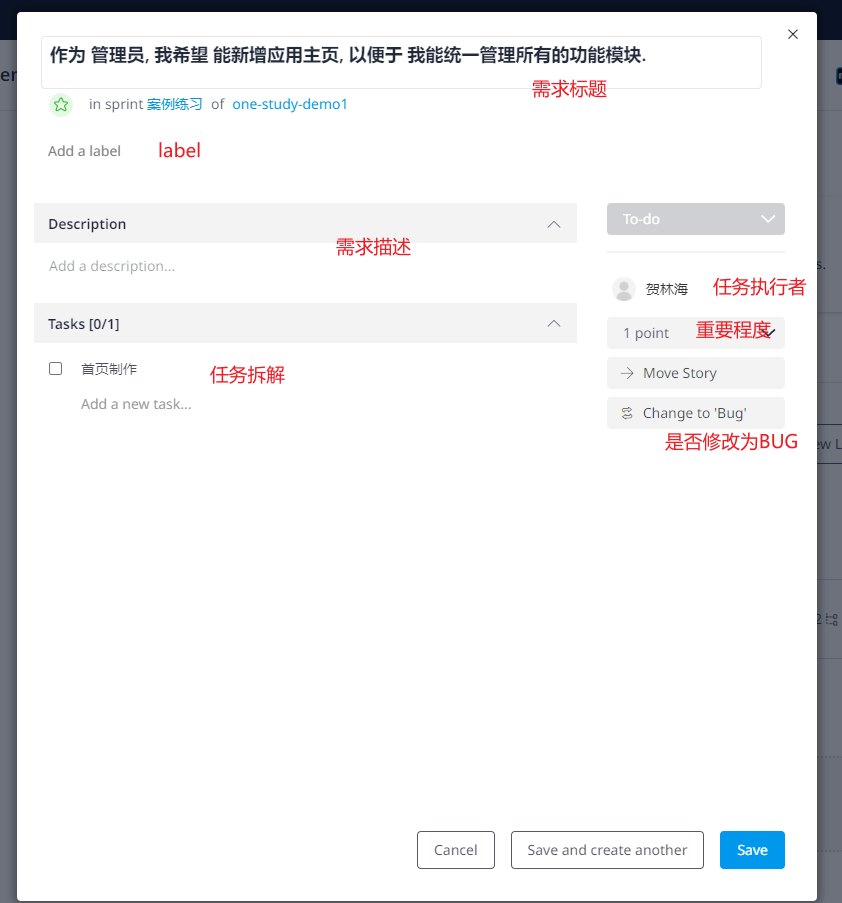 作为 管理员, 我希望 能新增应用主页, 以便于 我能统一管理所有的功能模块.
需求标题
in sprint 案例练习 of one-study-demo1
Add a label
label
Description
需求描述
Add a description...
Tasks [0/1]
首页制作
任务拆解
Add a new task...
To-do
贺林海
任务执行者
1 point
重要程度
Move Story
Change to 'Bug'
是否修改为BUG
Cancel
Save and create another
Save
er
s.
ew L
2